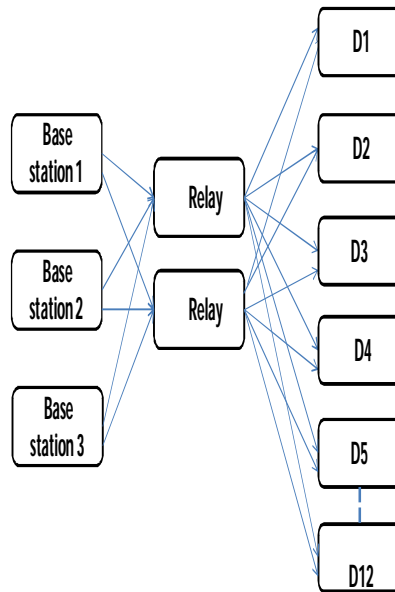 Base
station 1
Base
station 2
Base
station 3
Relay
Relay
D1
D2
D3
D4
D5
D12